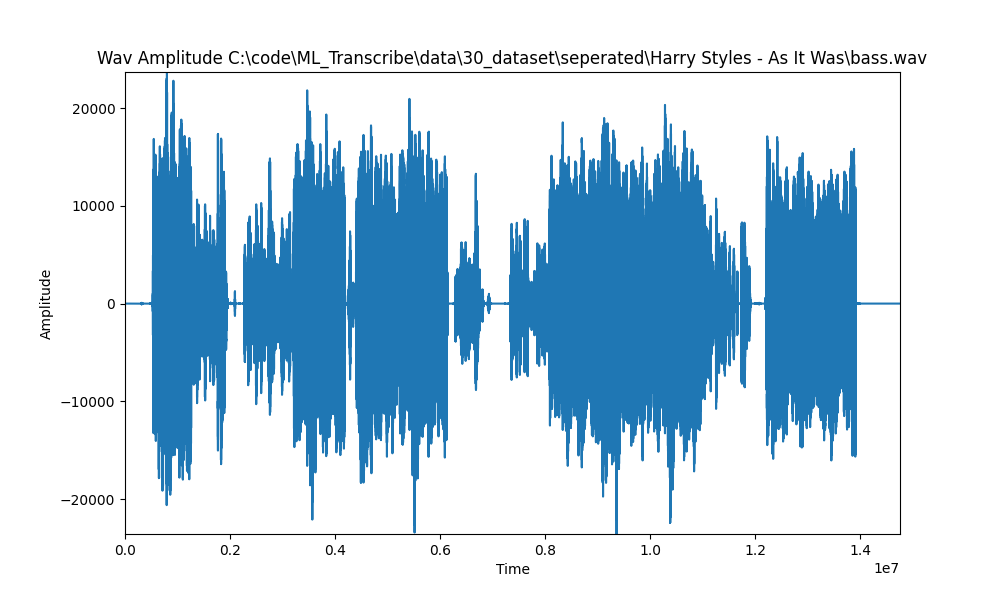 Wav Amplitude C:\code\ML_Transcribe\data\30_dataset\seperated\Harry Styles - As It Was\bass.wav
20000
10000
0
−10000
−20000
Amplitude
0.0 0.2 0.4 0.6 0.8 1.0 1.2 1.4
1e7
Time